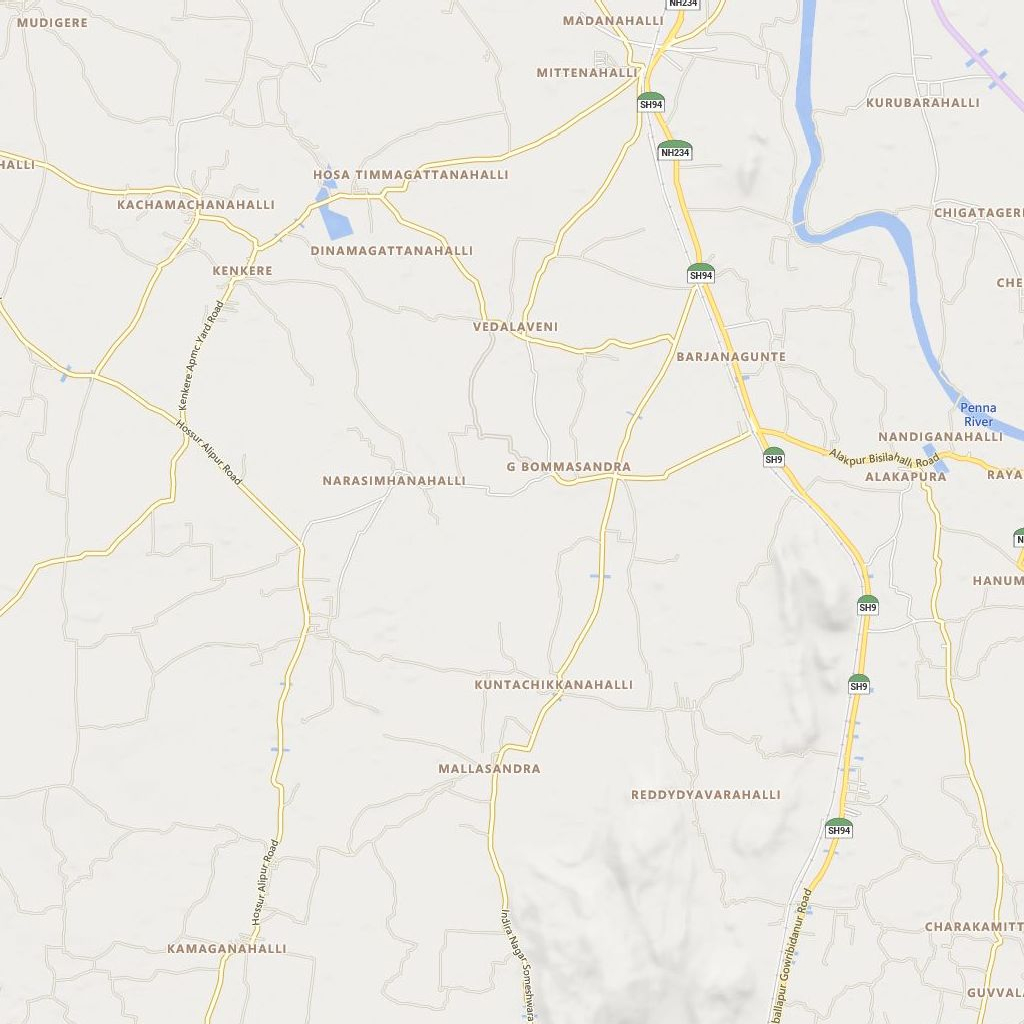 MUDIGERE
MADANAHALLI
NH234
MITTENAHALLI
SH94
KURUBARAHALLI
NH234
HALLI
HOSA TIMMAGATTANAHALLI
KACHAMACHANAHALLI
CHIGATAGERI
DINAMAGATTANAHALLI
KENKERE
SH94
CHE
Kenkere Apmc Yard Road
VEDALAVENI
BARJANAGUNTE
Penna
River
Hossur Alipur Road
NANDIGANAHALLI
Alakpur Bisilahalli Road
SH9
G BOMMASANDRA
NARASIMHANAHALLI
ALAKAPURA
RAYA
N
HANUM
SH9
KUNTACHIKKANAHALLI
SH9
MALLASANDRA
REDDYDYAVARAHALLI
SH94
Hossur Alipur Road
Indira Nagar Someshwara
ballapur Gowribidanur Road
CHARAKAMITT
KAMAGANAHALLI
GUVVALA